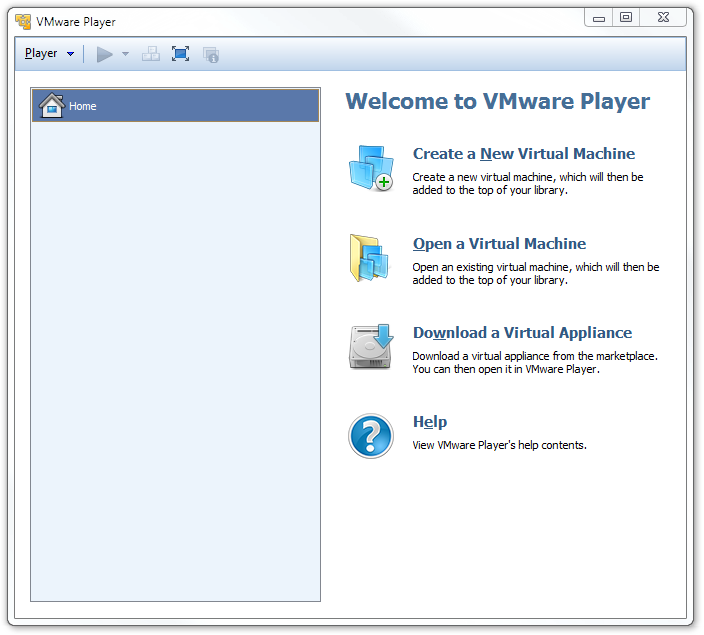 VMware Player
Player
Home
Welcome to VMware Player
Create a New Virtual Machine
Create a new virtual machine, which will then be
added to the top of your library.
Open a Virtual Machine
Open an existing virtual machine, which will then be
added to the top of your library.
Download a Virtual Appliance
Download a virtual appliance from the marketplace.
You can then open it in VMware Player.
Help
View VMware Player's help contents.